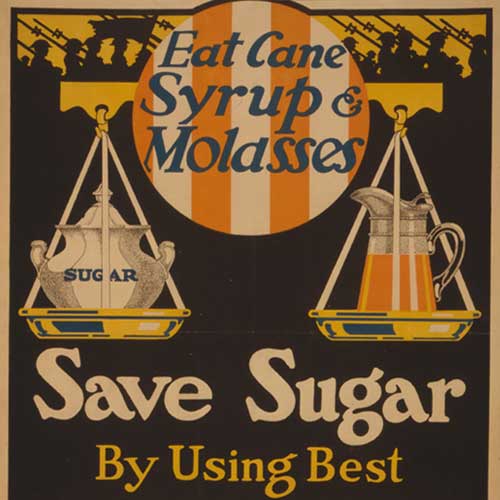 Eat Cane
Syrup &
Molasses
SUGAR
Save Sugar
By Using Best